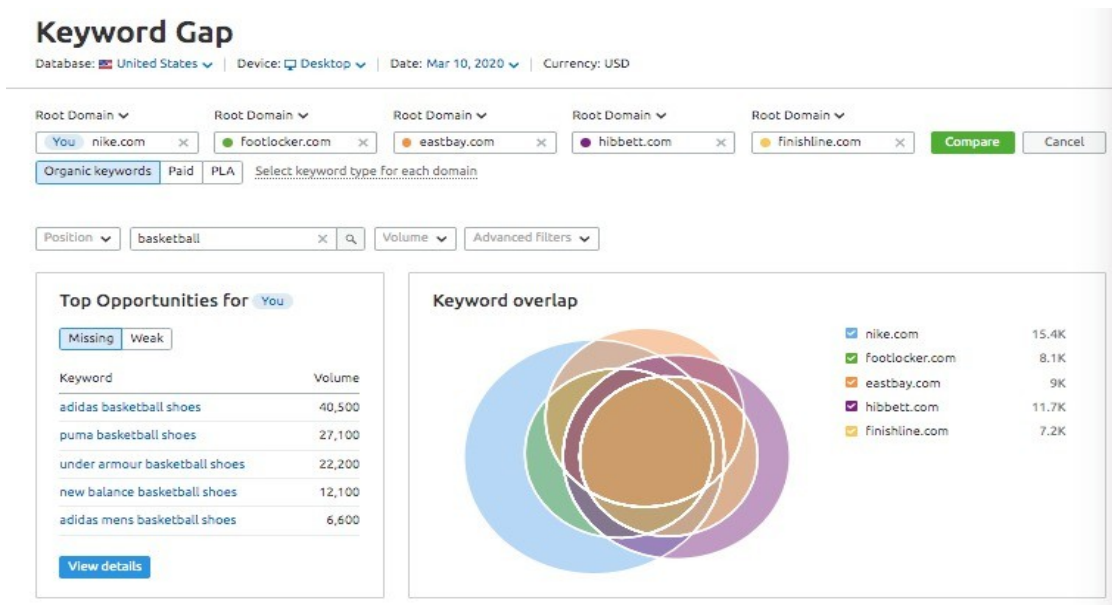 Keyword Gap
Database: United States | Device: Desktop | Date: Mar 10, 2020 | Currency: USD
Root Domain Root Domain Root Domain Root Domain Root Domain
You nike.com × footlocker.com × eastbay.com × hibbett.com × finishline.com × Compare Cancel
Organic keywords Paid PLA Select keyword type for each domain
Position basketball × Volume Advanced filters
Top Opportunities for You
Missing Weak
Keyword Volume
adidas basketball shoes 40,500
puma basketball shoes 27,100
under armour basketball shoes 22,200
new balance basketball shoes 12,100
adidas mens basketball shoes 6,600
View details
Keyword overlap
nike.com 15.4K
footlocker.com 8.1K
eastbay.com 9K
hibbett.com 11.7K
finishline.com 7.2K